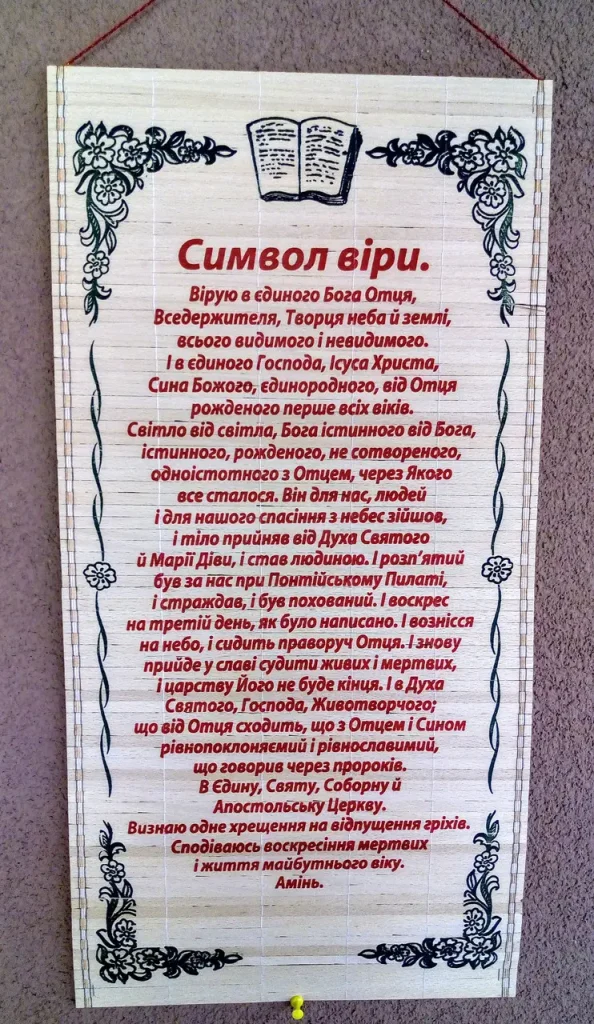 Символ віри.
Вірую в єдиного Бога Отця,
Вседержителя, Творця неба й землі,
всього видимого і невидимого.
І в єдиного Господа, Ісуса Христа,
Сина Божого, єдинородного, від Отця
рожденого перше всіх віків.
Світло від світла, Бога істинного від Бога,
істинного, рожденого, не сотвореного,
одноістотного з Отцем, через Якого
все сталося. Він для нас, людей
і для нашого спасіння з небес зійшов,
і тіло прийняв від Духа Святого
й Марії Діви, і став людиною. І розп’ятий
був за нас при Понтійському Пилаті,
і страждав, і був похований. І воскрес
на третій день, як було написано. І вознісся
на небо, і сидить праворуч Отця. І знову
прийде у славі судити живих і мертвих,
і царству Його не буде кінця. І в Духа
Святого, Господа, Животворчого;
що від Отця сходить, що з Отцем і Сином
рівнопоклоняємий і рівнославимий,
що говорив через пророків.
В Єдину, Святу, Соборну й
Апостольську Церкву.
Визнаю одне хрещення на відпущення гріхів.
Сподіваюсь воскресіння мертвих
і життя майбутнього віку.
Амінь.